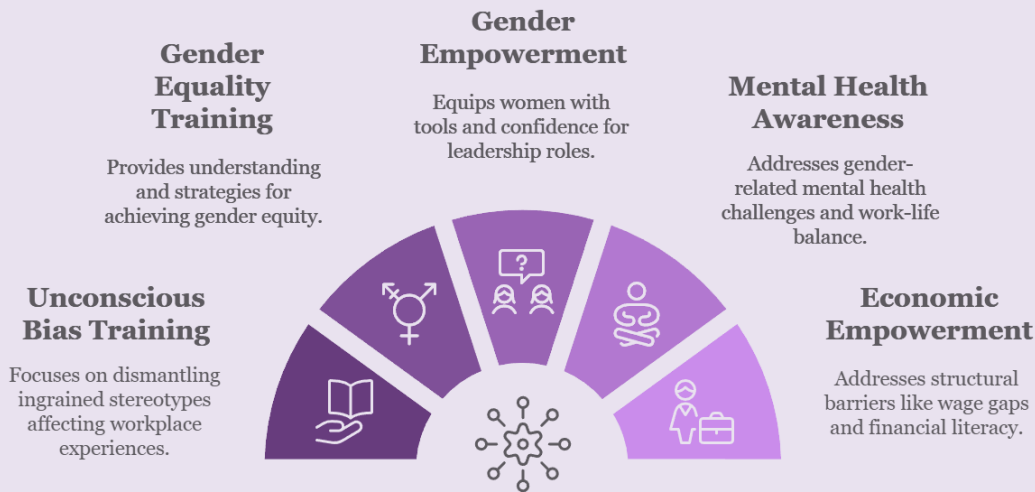 Unconscious
Bias Training
Focuses on dismantling
ingrained stereotypes
affecting workplace
experiences.
Gender
Equality
Training
Provides understanding
and strategies for
achieving gender equity.
Gender
Empowerment
Equips women with
tools and confidence for
leadership roles.
?
Mental Health
Awareness
Addresses gender-
related mental health
challenges and work-life
balance.
Economic
Empowerment
Addresses structural
barriers like wage gaps
and financial literacy.